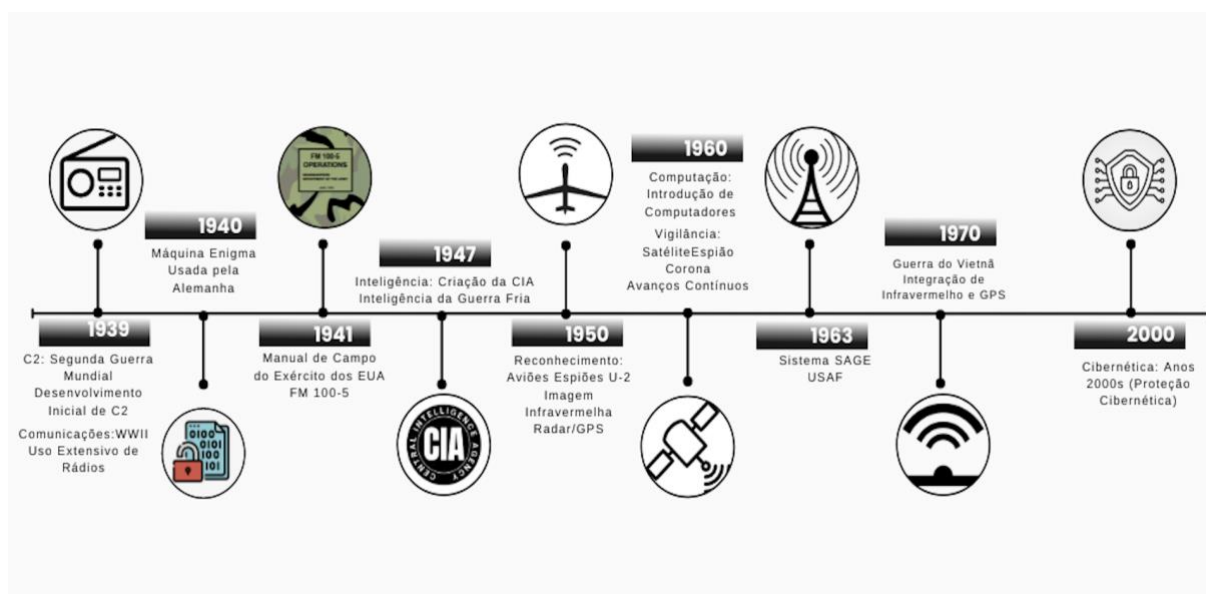 1939
C2: Segunda Guerra
Mundial
Desenvolvimento
Inicial de C2
Comunicações:WWII
Uso Extensivo de
Rádios
1940
Máquina Enigma
Usada pela
Alemanha
0100
0101
101
101
FM 100-5
OPERATIONS
1941
Manual de Campo
do Exército dos EUA
FM 100-5
1947
Inteligência: Criação da CIA
Inteligência da Guerra Fria
CENTRAL INTELLIGENCE AGENCY
CIA
1950
Reconhecimento:
Aviões Espiões U-2
Imagem
Infravermelha
Radar/GPS
1960
Computação:
Introdução de
Computadores
Vigilância:
SatéliteEspião
Corona
Avanços Contínuos
1963
Sistema SAGE
USAF
1970
Guerra do Vietnã
Integração de
Infravermelho e GPS
2000
Cibernética: Anos
2000s (Proteção
Cibernética)